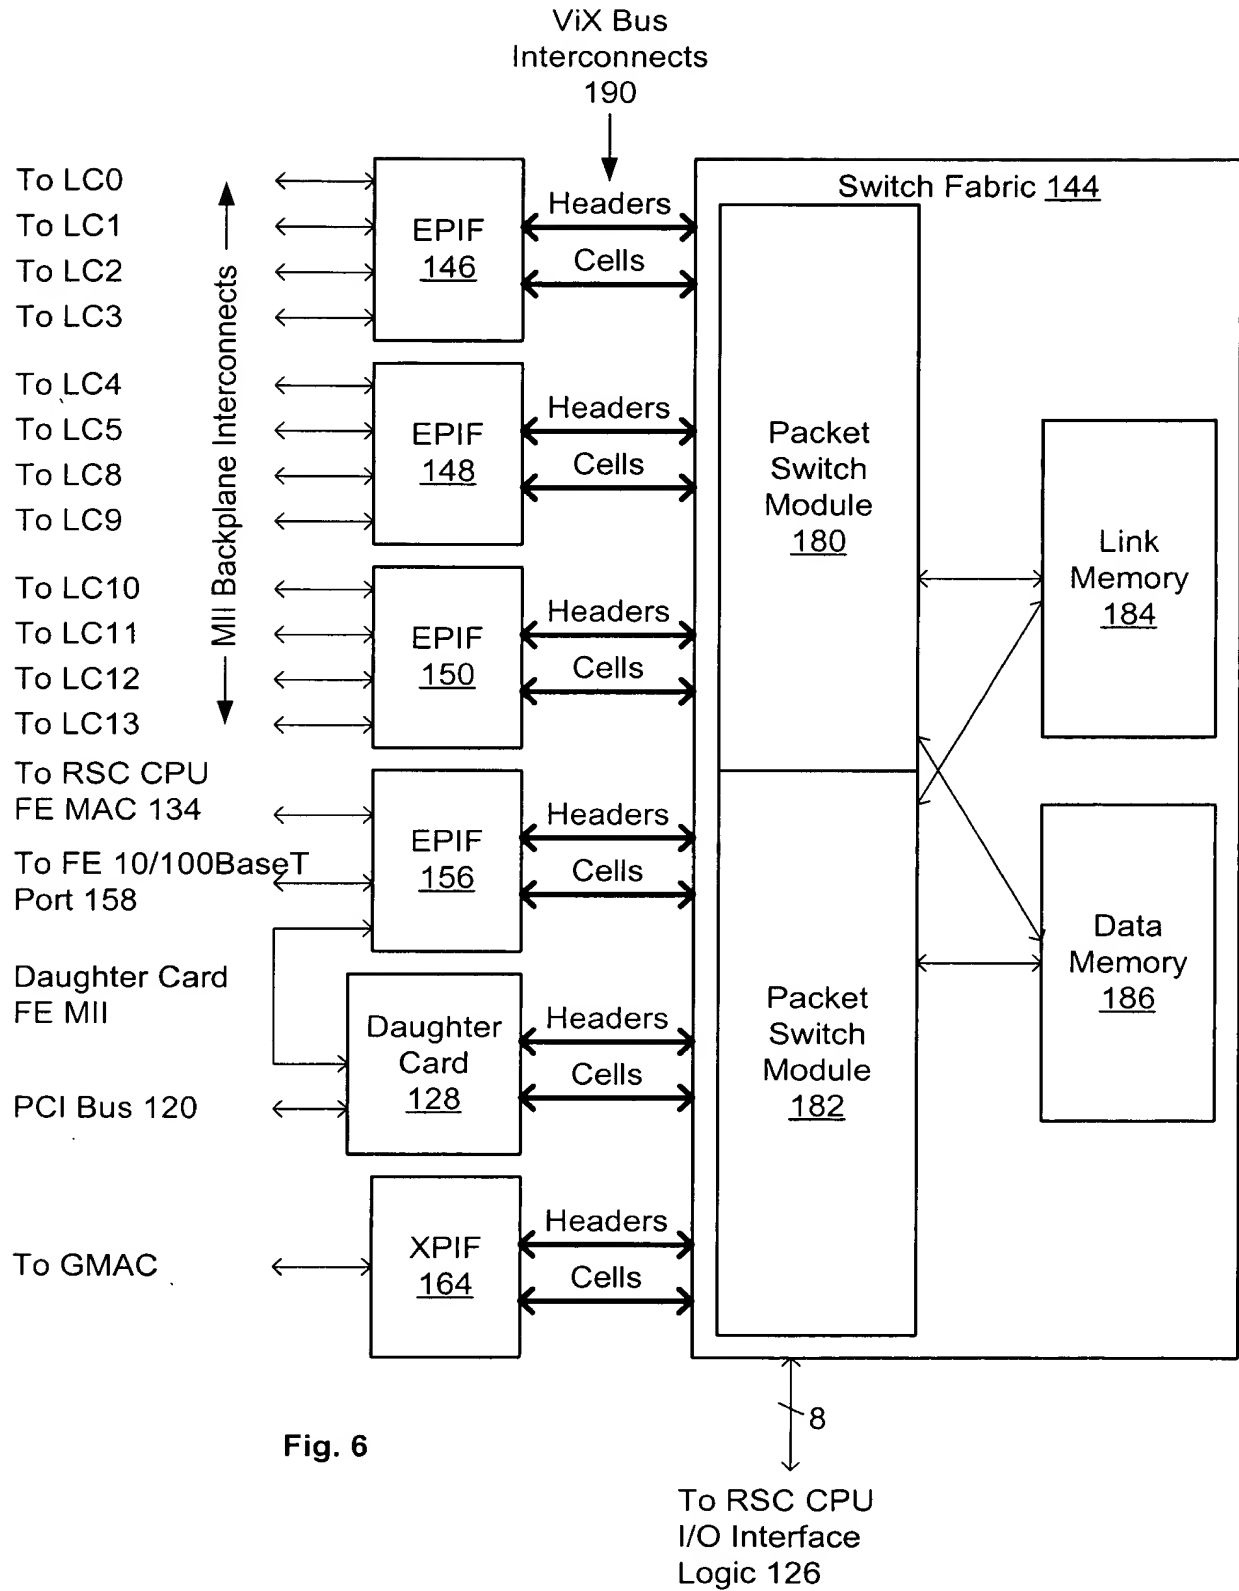 ViX Bus
Interconnects
190
To LC0
To LC1
To LC2
To LC3
To LC4
To LC5
To LC8
To LC9
To LC10
To LC11
To LC12
To LC13
To RSC CPU
FE MAC 134
To FE 10/100BaseT
Port 158
Daughter Card
FE MII
PCI Bus 120
To GMAC
MII Backplane Interconnects
EPIF
146
Headers
Cells
EPIF
148
Headers
Cells
EPIF
150
Headers
Cells
EPIF
156
Headers
Cells
Daughter
Card
128
Headers
Cells
XPIF
164
Headers
Cells
Switch Fabric 144
Packet
Switch
Module
180
Packet
Switch
Module
182
Link
Memory
184
Data
Memory
186
8
To RSC CPU
I/O Interface
Logic 126
Fig. 6